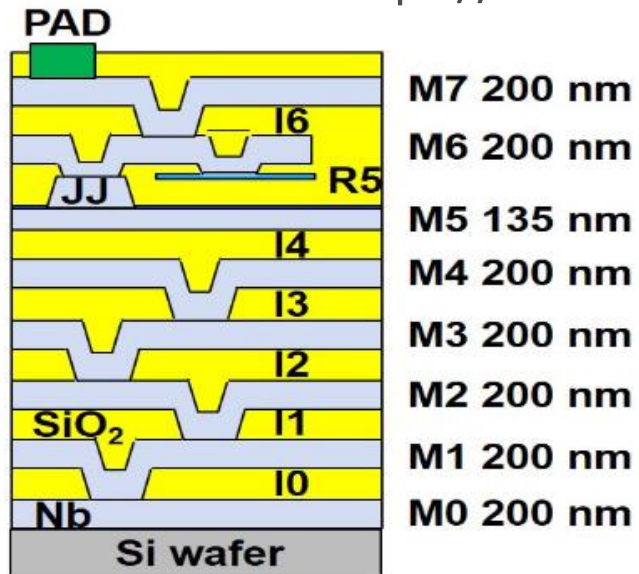 PAD
M7 200 nm
I6
M6 200 nm
R5
JJ
M5 135 nm
I4
M4 200 nm
I3
M3 200 nm
I2
M2 200 nm
SiO₂
I1
M1 200 nm
I0
M0 200 nm
Nb
Si wafer